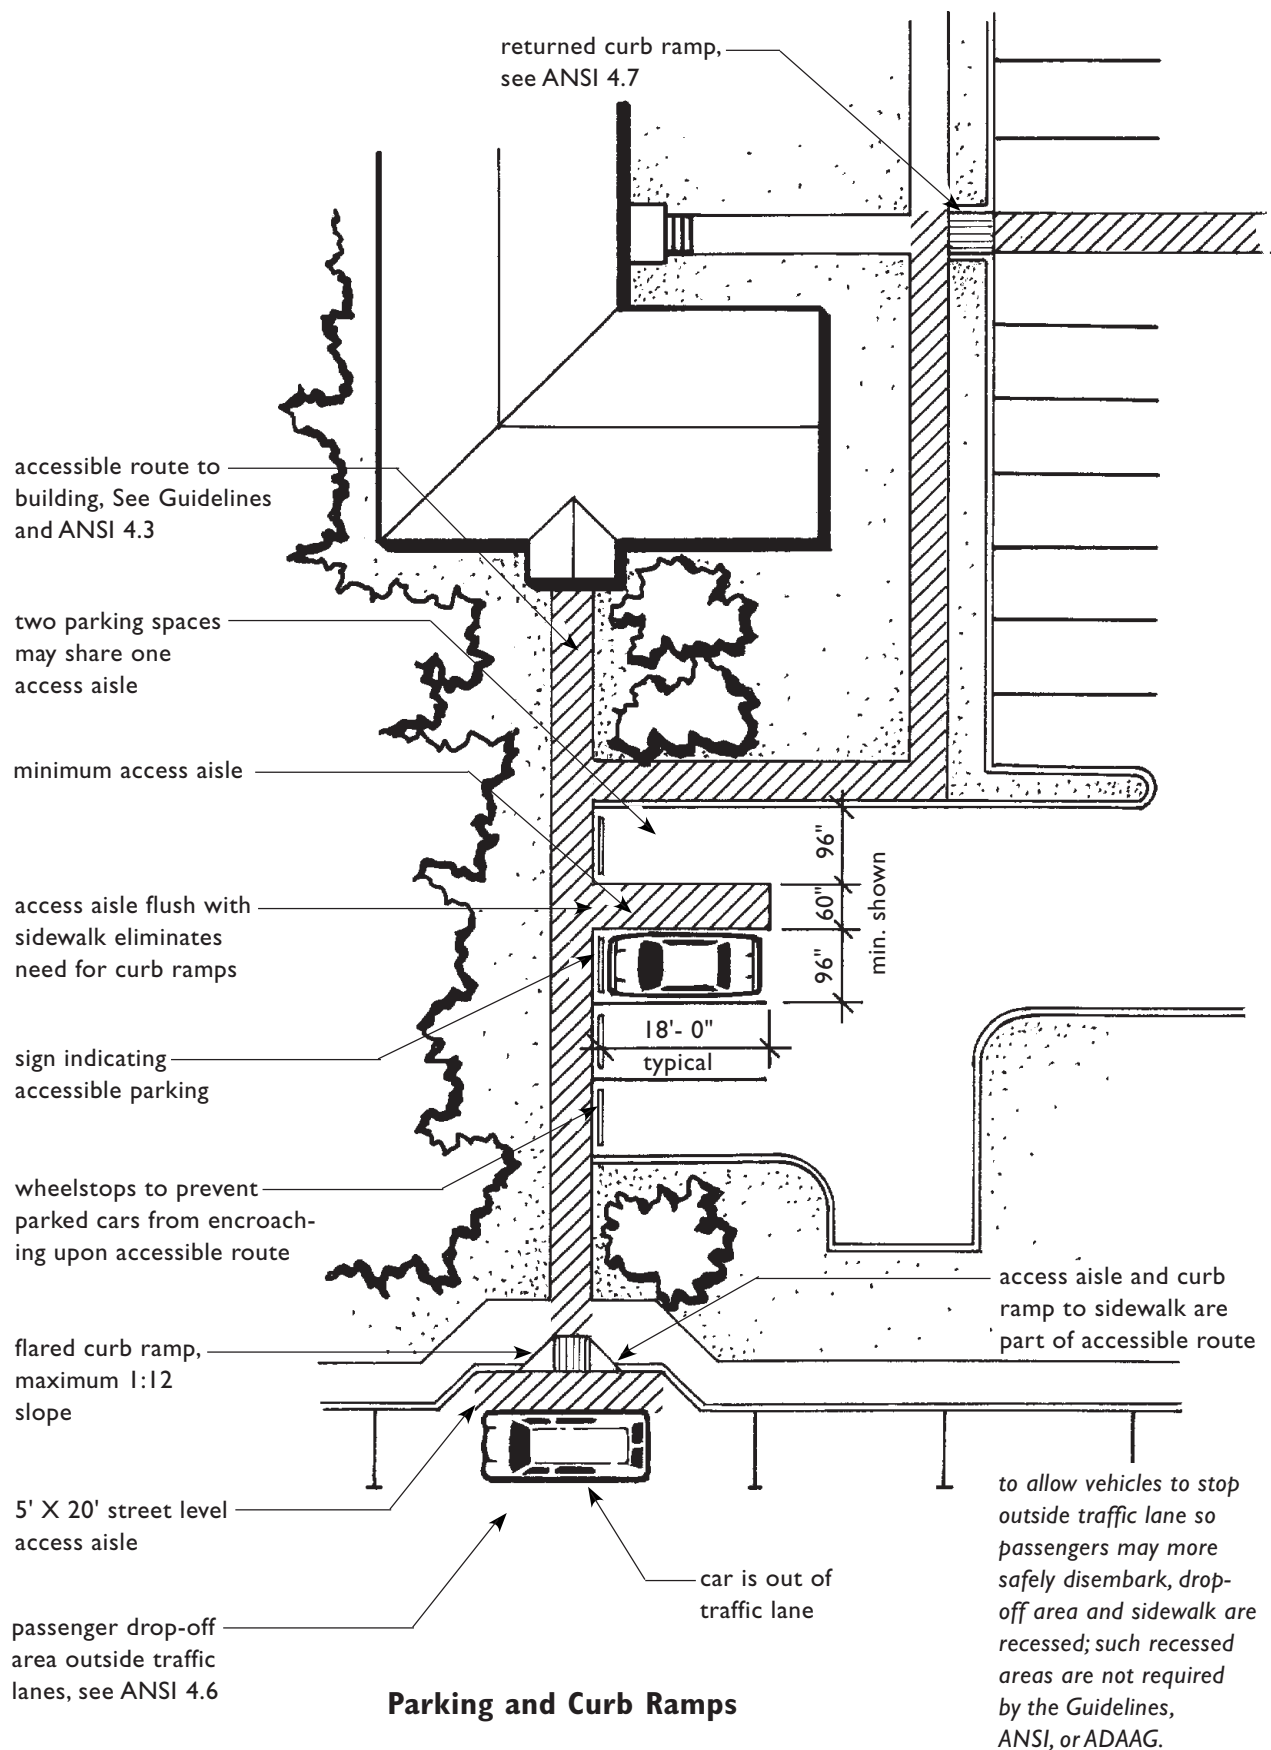 returned curb ramp,
see ANSI 4.7
accessible route to
building, See Guidelines
and ANSI 4.3
two parking spaces
may share one
access aisle
minimum access aisle
96"
60"
96"
min. shown
access aisle flush with
sidewalk eliminates
need for curb ramps
18'- 0"
typical
sign indicating
accessible parking
wheelstops to prevent
parked cars from encroach-
ing upon accessible route
access aisle and curb
ramp to sidewalk are
part of accessible route
flared curb ramp,
maximum 1:12
slope
5' X 20' street level
access aisle
to allow vehicles to stop
outside traffic lane so
passengers may more
safely disembark, drop-
off area and sidewalk are
recessed; such recessed
areas are not required
by the Guidelines,
ANSI, or ADAAG.
car is out of
traffic lane
passenger drop-off
area outside traffic
lanes, see ANSI 4.6
Parking and Curb Ramps